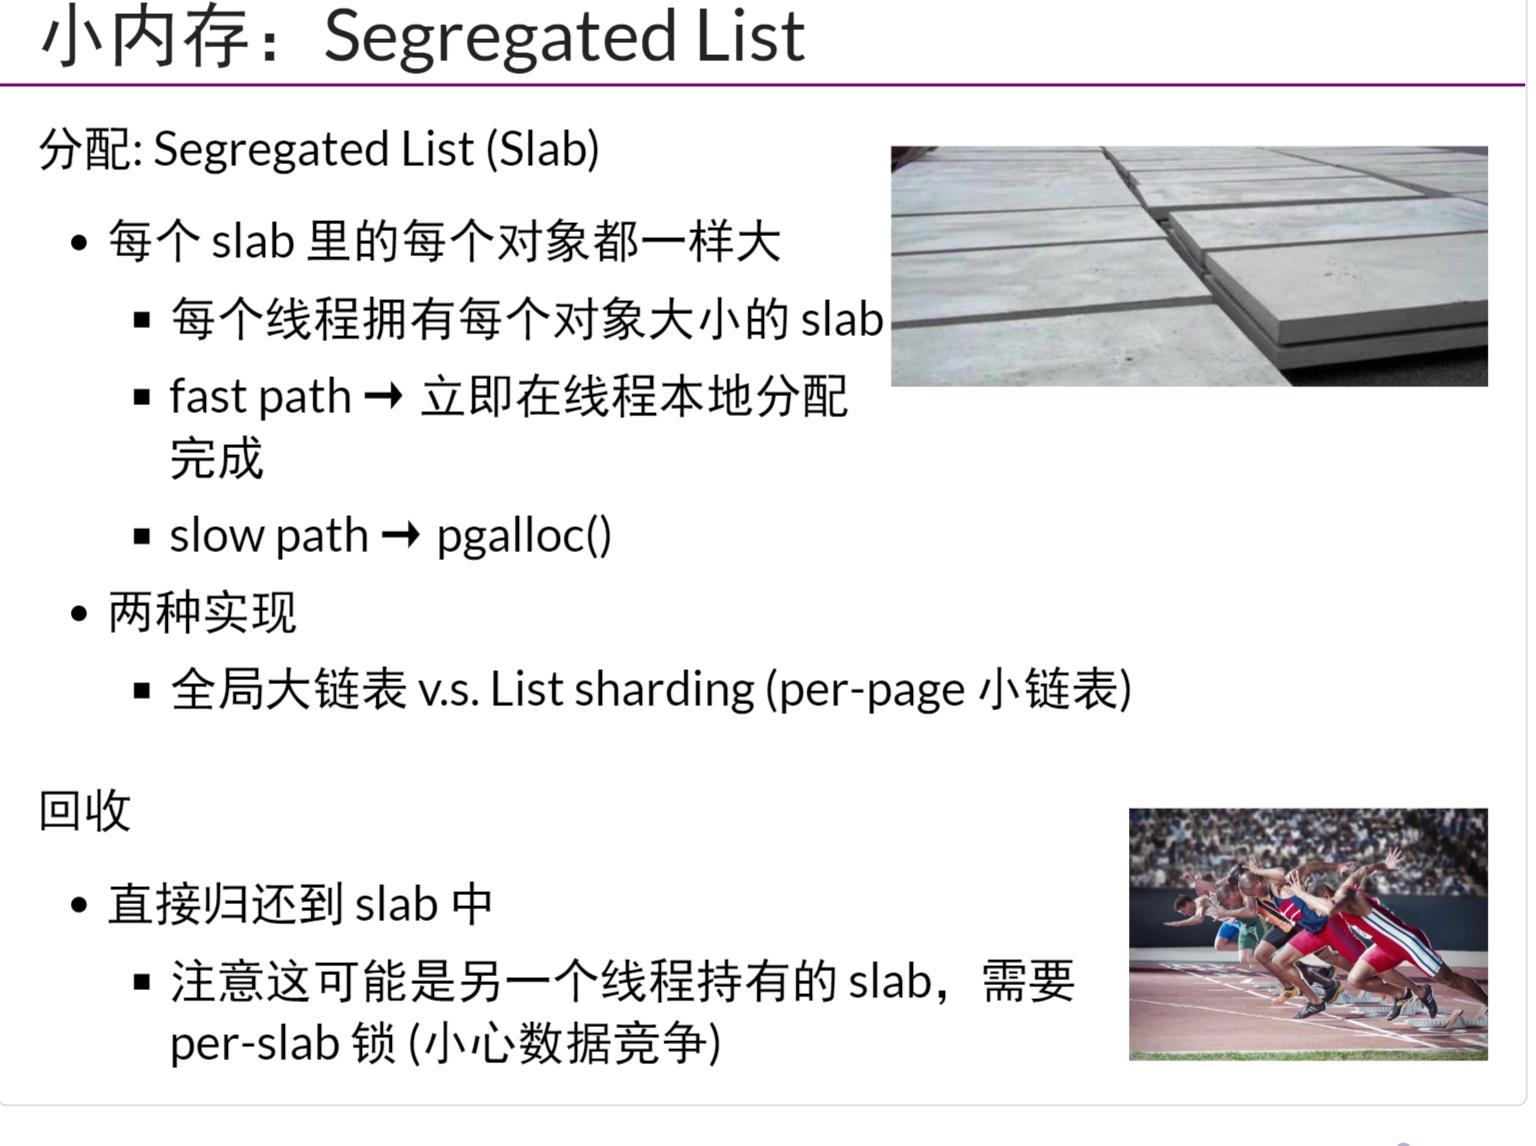 小内存：Segregated List
分配: Segregated List (Slab)
• 每个 slab 里的每个对象都一样大
▪ 每个线程拥有每个对象大小的 slab
▪ fast path → 立即在线程本地分配
完成
▪ slow path → pgalloc()
• 两种实现
▪ 全局大链表 v.s. List sharding (per-page 小链表)
回收
• 直接归还到 slab 中
▪ 注意这可能是另一个线程持有的 slab，需要
per-slab 锁 (小心数据竞争)